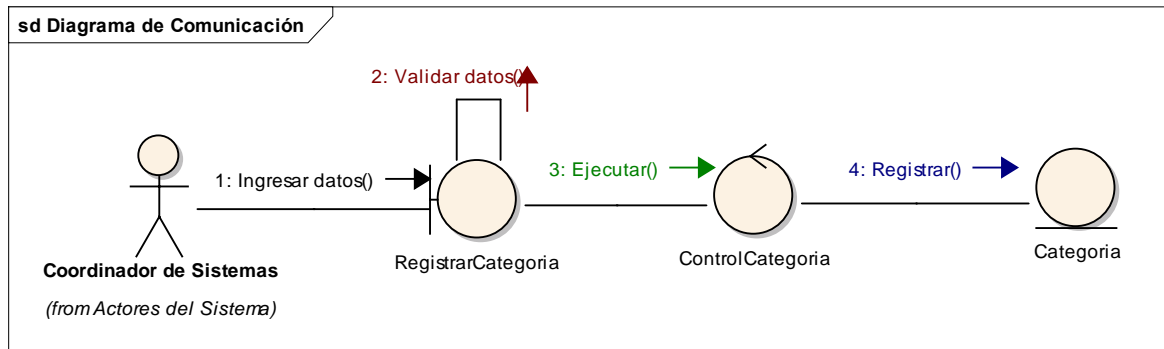 sd Diagrama de Comunicación
2: Validar datos()
1: Ingresar datos()
3: Ejecutar()
4: Registrar()
Coordinador de Sistemas
(from Actores del Sistema)
RegistrarCategoria
ControlCategoria
Categoria